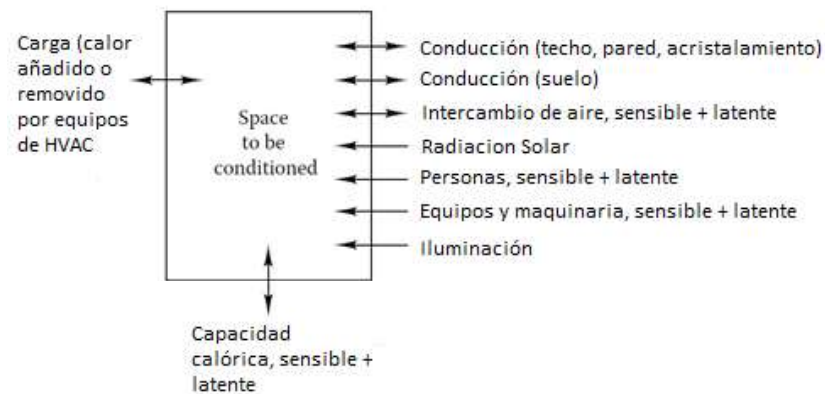 Carga (calor
añadido o
removido
por equipos
de HVAC
Space
to be
conditioned
Conducción (techo, pared, acristalamiento)
Conducción (suelo)
Intercambio de aire, sensible + latente
Radiacion Solar
Personas, sensible + latente
Equipos y maquinaria, sensible + latente
Iluminación
Capacidad
calórica, sensible +
latente